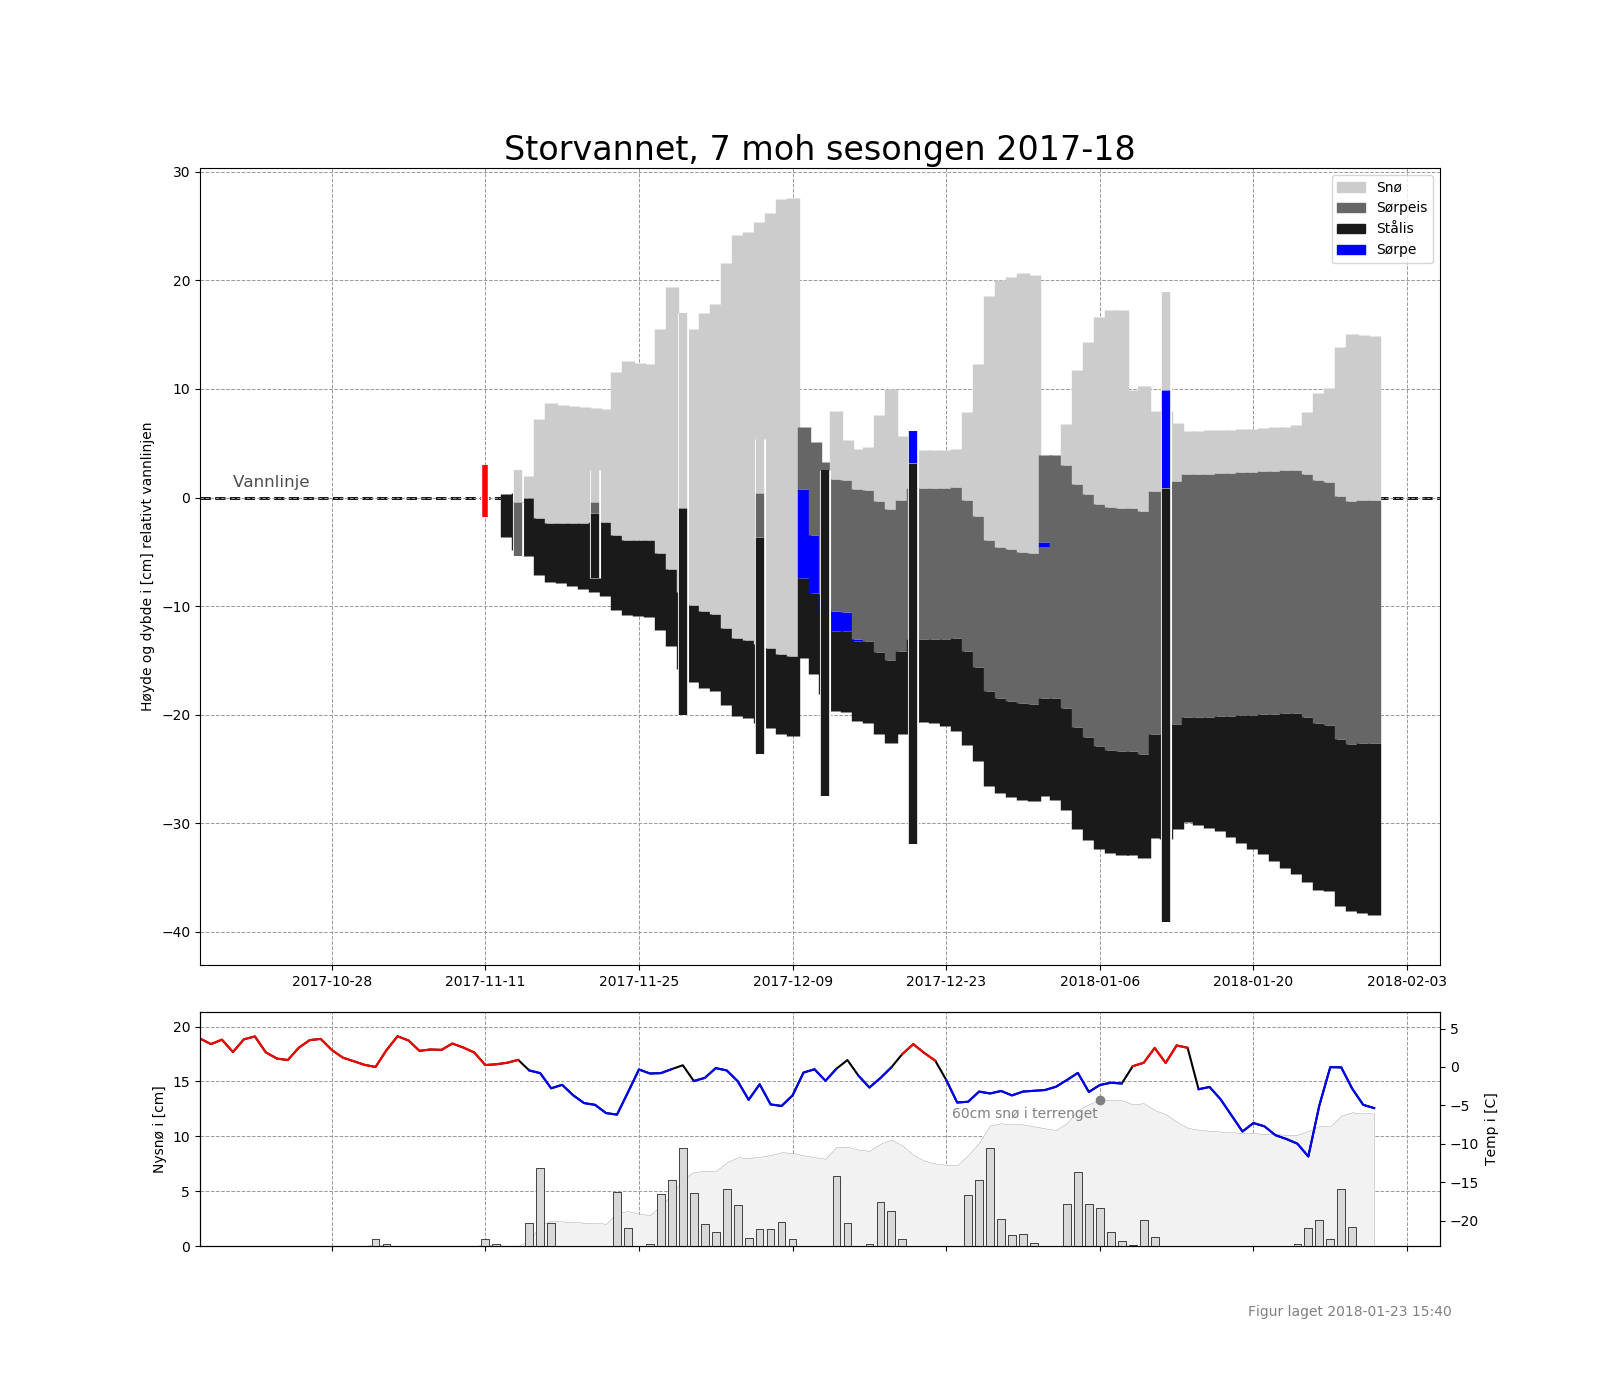 Storvannet, 7 moh sesongen 2017-18
Høyde og dybde i [cm] relativt vannlinjen
30
20
10
0
−10
−20
−30
−40
Vannlinje
Snø
Sørpeis
Stålis
Sørpe
2017-10-28 2017-11-11 2017-11-25 2017-12-09 2017-12-23 2018-01-06 2018-01-20 2018-02-03
Nysnø i [cm]
20
15
10
5
0
60cm snø i terrenget
5
0
−5
−10
−15
−20
Temp i [C]
Figur laget 2018-01-23 15:40